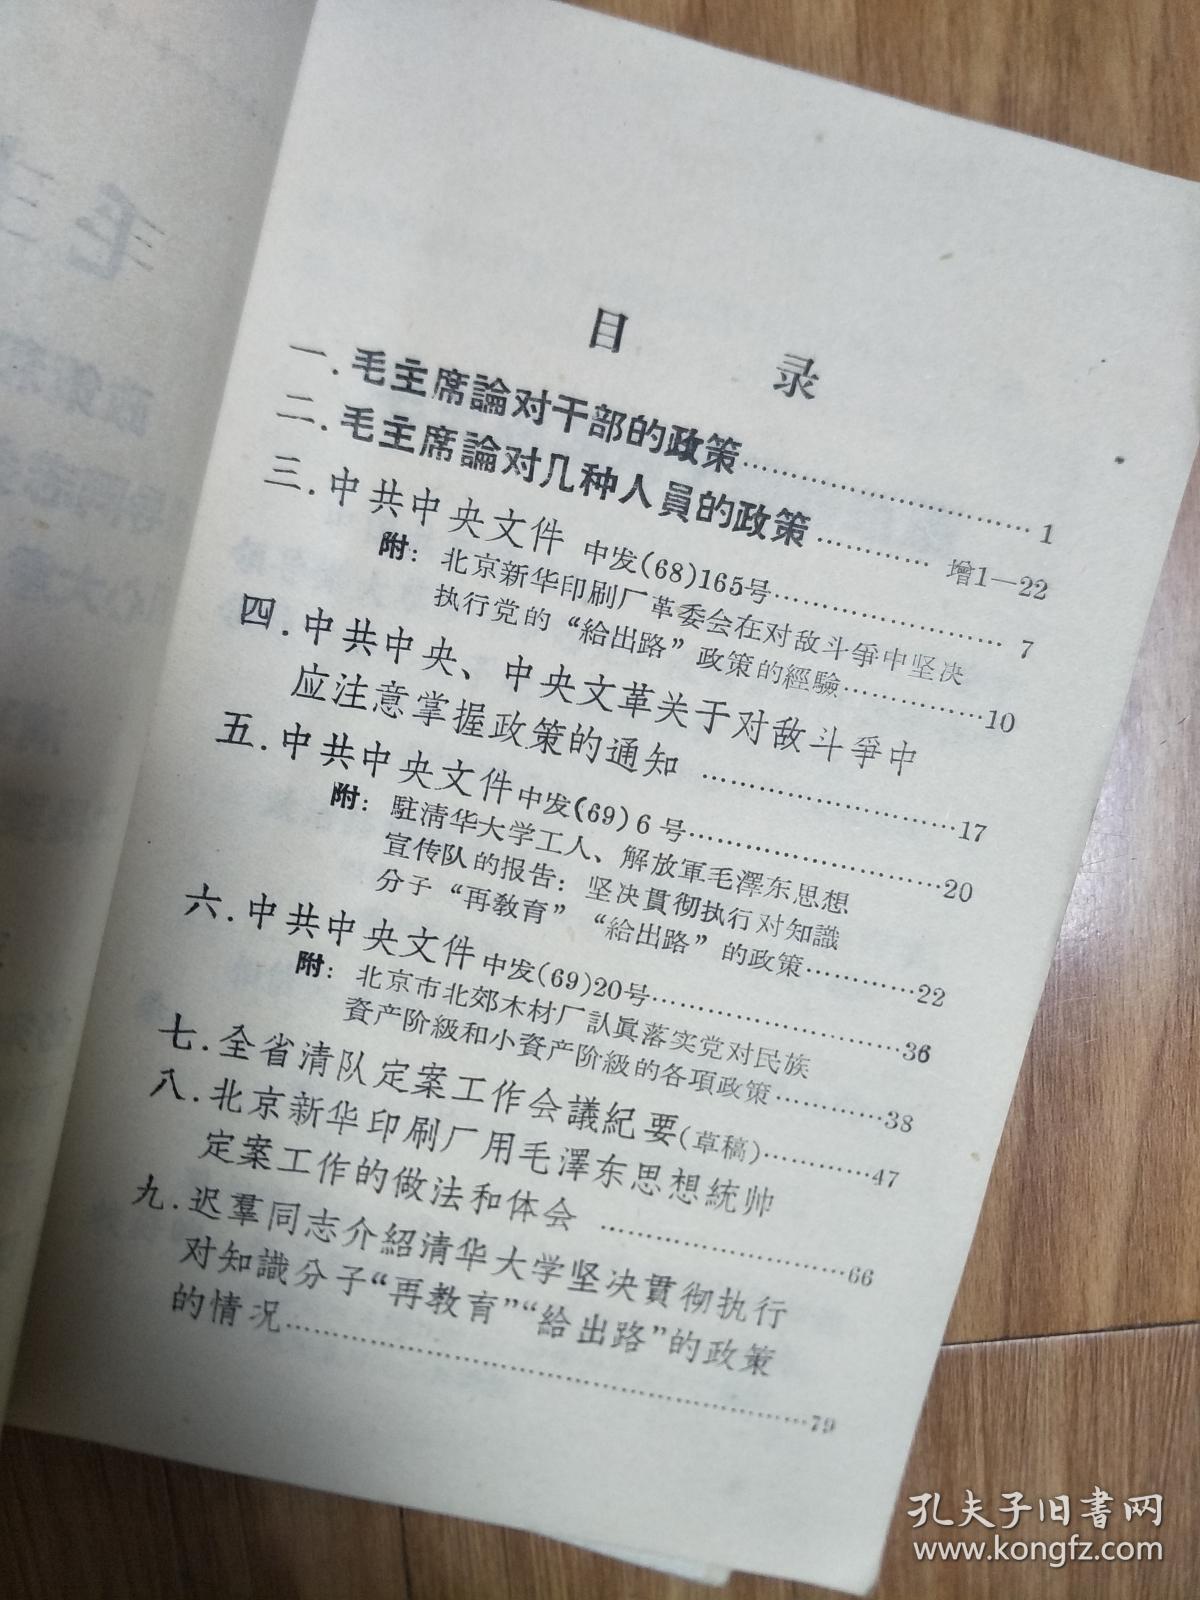 目 录
一.毛主席論对干部的政策……………………1
二.毛主席論对几种人員的政策…………增1—22
三.中共中央文件 中发(68)165号……………………7
附：北京新华印刷厂革委会在对敌斗爭中坚决
执行党的“給出路”政策的經驗……………10
四.中共中央、中央文革关于对敌斗爭中
应注意掌握政策的通知……………………17
五.中共中央文件中发(69)6号……………………20
附：駐清华大学工人、解放軍毛澤东思想
宣传队的报告：坚决貫彻执行对知識
分子“再教育”“給出路”的政策…………22
六.中共中央文件中发(69)20号……………………36
附：北京市北郊木材厂認眞落实党对民族
資产阶級和小資产阶級的各項政策…………38
七.全省清队定案工作会議紀要(草稿)…………47
八.北京新华印刷厂用毛澤东思想統帅
定案工作的做法和体会……………………66
九.迟羣同志介紹清华大学坚决貫彻执行
对知識分子“再教育”“給出路”的政策
的情况……………………………………79
孔夫子旧書网
www.kongfz.com